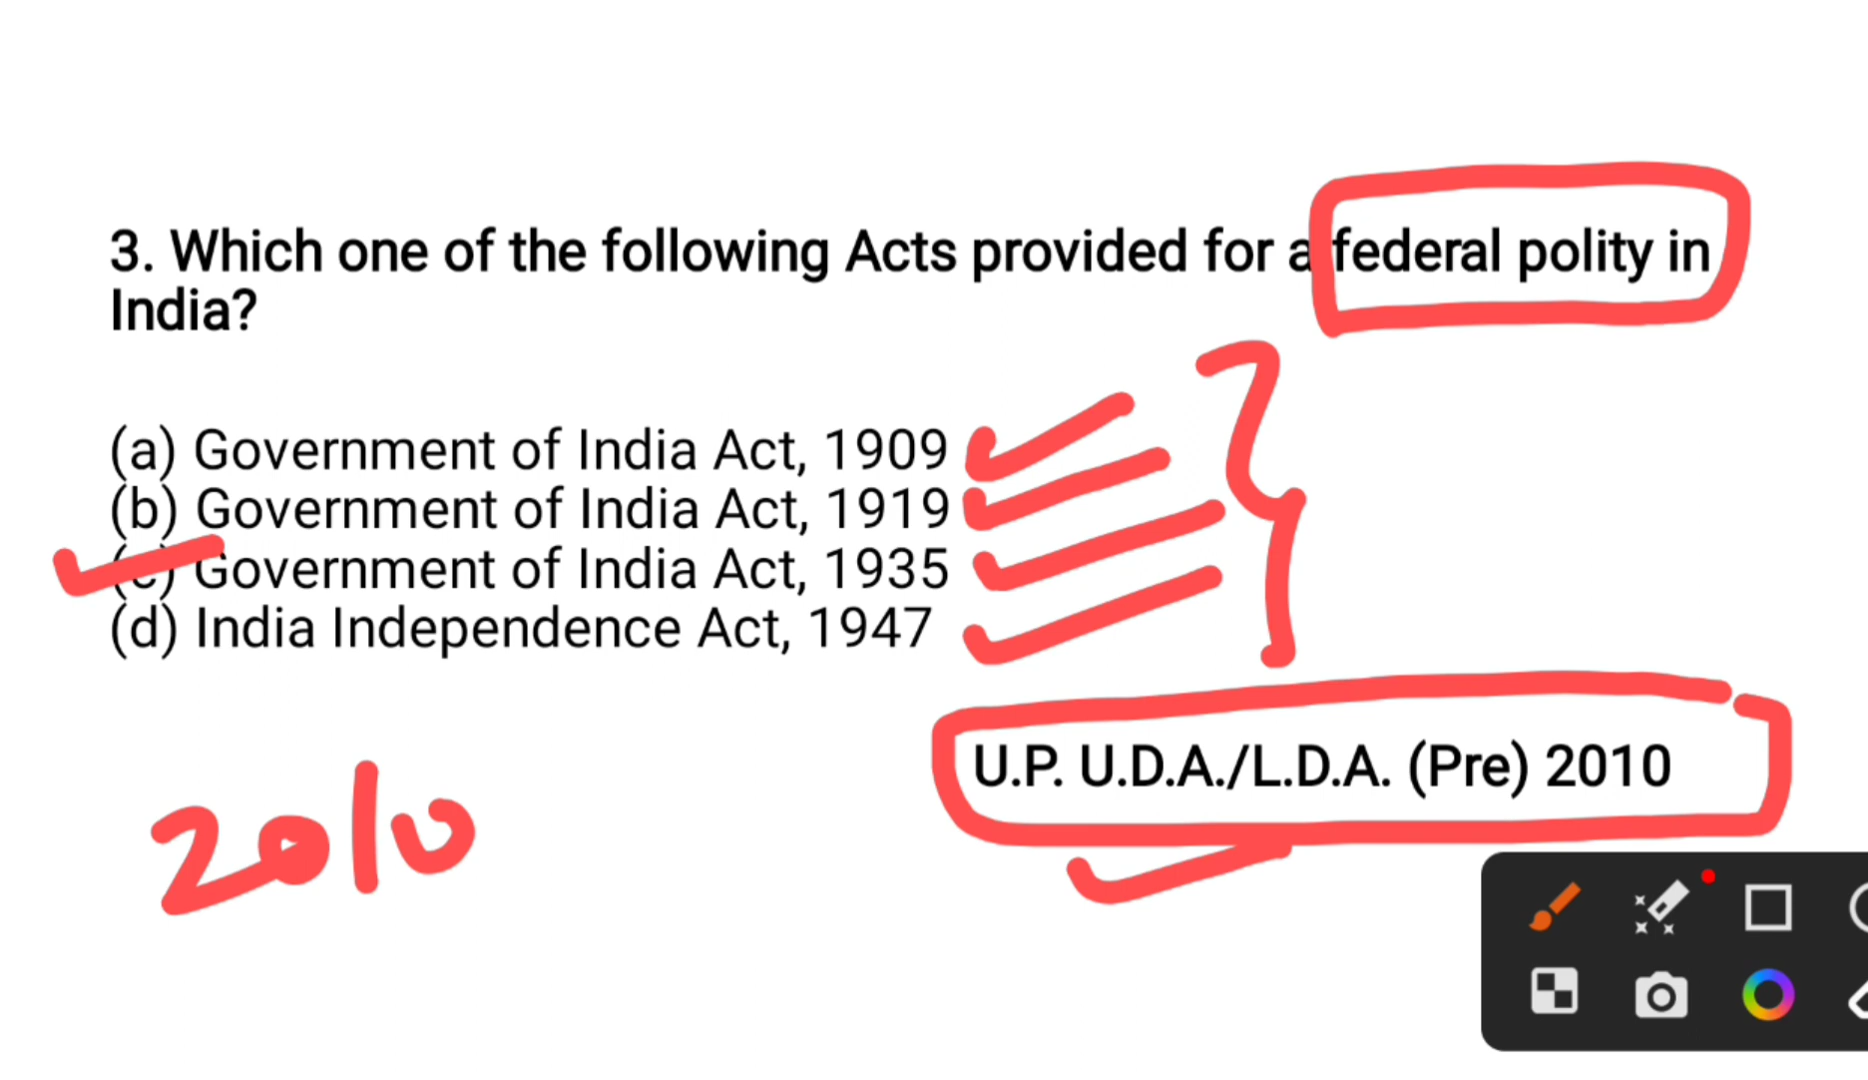 3. Which one of the following Acts provided for a federal polity in
India?
(a) Government of India Act, 1909
(b) Government of India Act, 1919
(c) Government of India Act, 1935
(d) India Independence Act, 1947
U.P. U.D.A./L.D.A. (Pre) 2010
2010